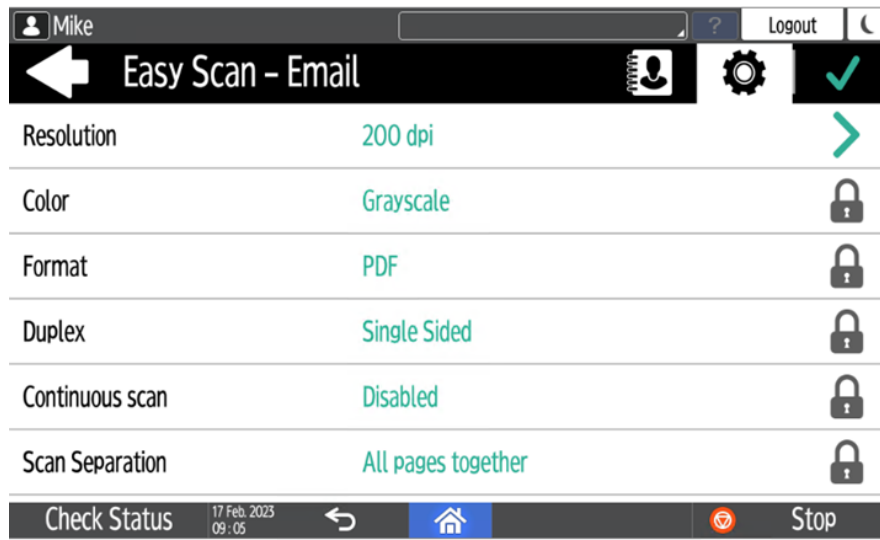 Mike ? Logout
Easy Scan – Email
Resolution 200 dpi
Color Grayscale
Format PDF
Duplex Single Sided
Continuous scan Disabled
Scan Separation All pages together
Check Status 17 Feb. 2023 Stop
09 : 05